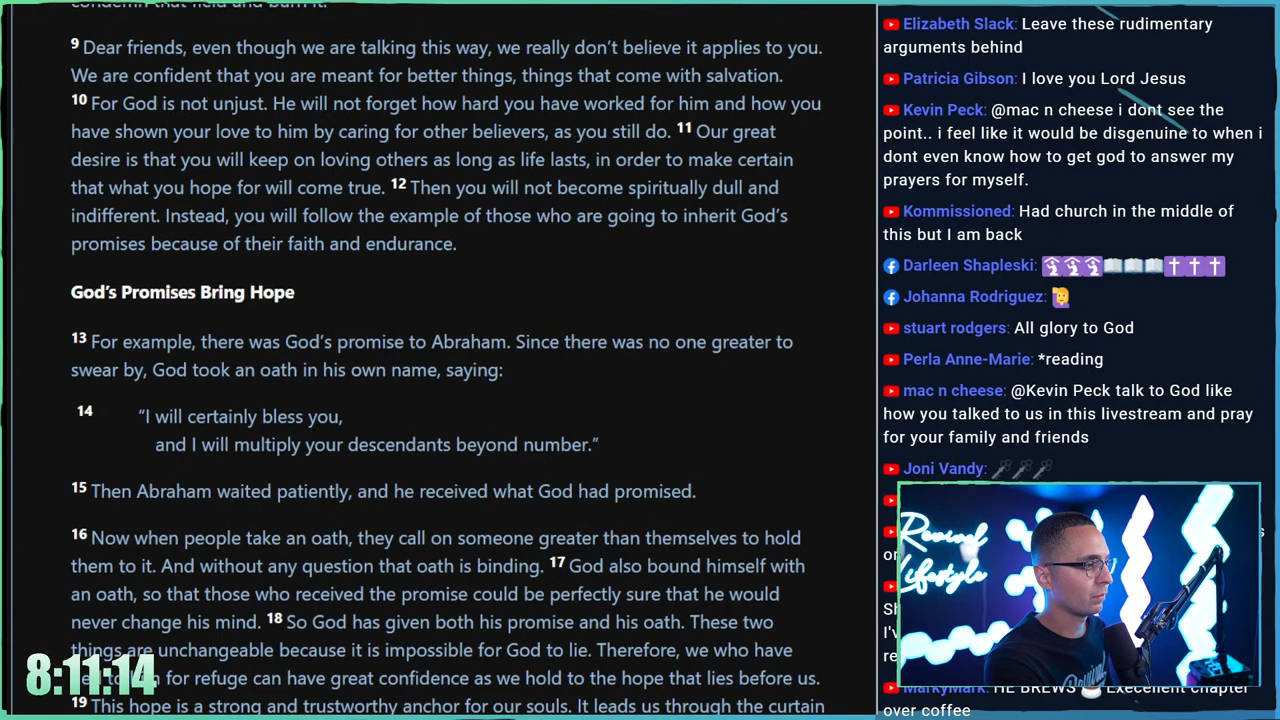 condemn that field and burn it.
9 Dear friends, even though we are talking this way, we really don’t believe it applies to you.
We are confident that you are meant for better things, things that come with salvation.
10 For God is not unjust. He will not forget how hard you have worked for him and how you
have shown your love to him by caring for other believers, as you still do. 11 Our great
desire is that you will keep on loving others as long as life lasts, in order to make certain
that what you hope for will come true. 12 Then you will not become spiritually dull and
indifferent. Instead, you will follow the example of those who are going to inherit God’s
promises because of their faith and endurance.
God’s Promises Bring Hope
13 For example, there was God’s promise to Abraham. Since there was no one greater to
swear by, God took an oath in his own name, saying:
14 “I will certainly bless you,
and I will multiply your descendants beyond number.”
15 Then Abraham waited patiently, and he received what God had promised.
16 Now when people take an oath, they call on someone greater than themselves to hold
them to it. And without any question the oath is binding. 17 God also bound himself with
an oath, so that those who received the promise could be perfectly sure that he would
never change his mind. 18 So God has given both his promise and his oath. These two
things are unchangeable because it is impossible for God to lie. Therefore, we who have
for refuge can have great confidence as we hold to the hope that lies before us.
19 This hope is a strong and trustworthy anchor for our souls. It leads us through the curtain
8:11:14
Elizabeth Slack: Leave these rudimentary
arguments behind
Patricia Gibson: I love you Lord Jesus
Kevin Peck: @mac n cheese i dont see the
point.. i feel like it would be disgenuine to when i
dont even know how to get god to answer my
prayers for myself.
Kommissioned: Had church in the middle of
this but I am back
Darleen Shapleski:
Johanna Rodriguez:
stuart rodgers: All glory to God
Perla Anne-Marie: *reading
mac n cheese: @Kevin Peck talk to God like
how you talked to us in this livestream and pray
for your family and friends
Joni Vandy:
Revival
Lifestyle
MarkyMark: HE BREWS Execellent chapter
over coffee